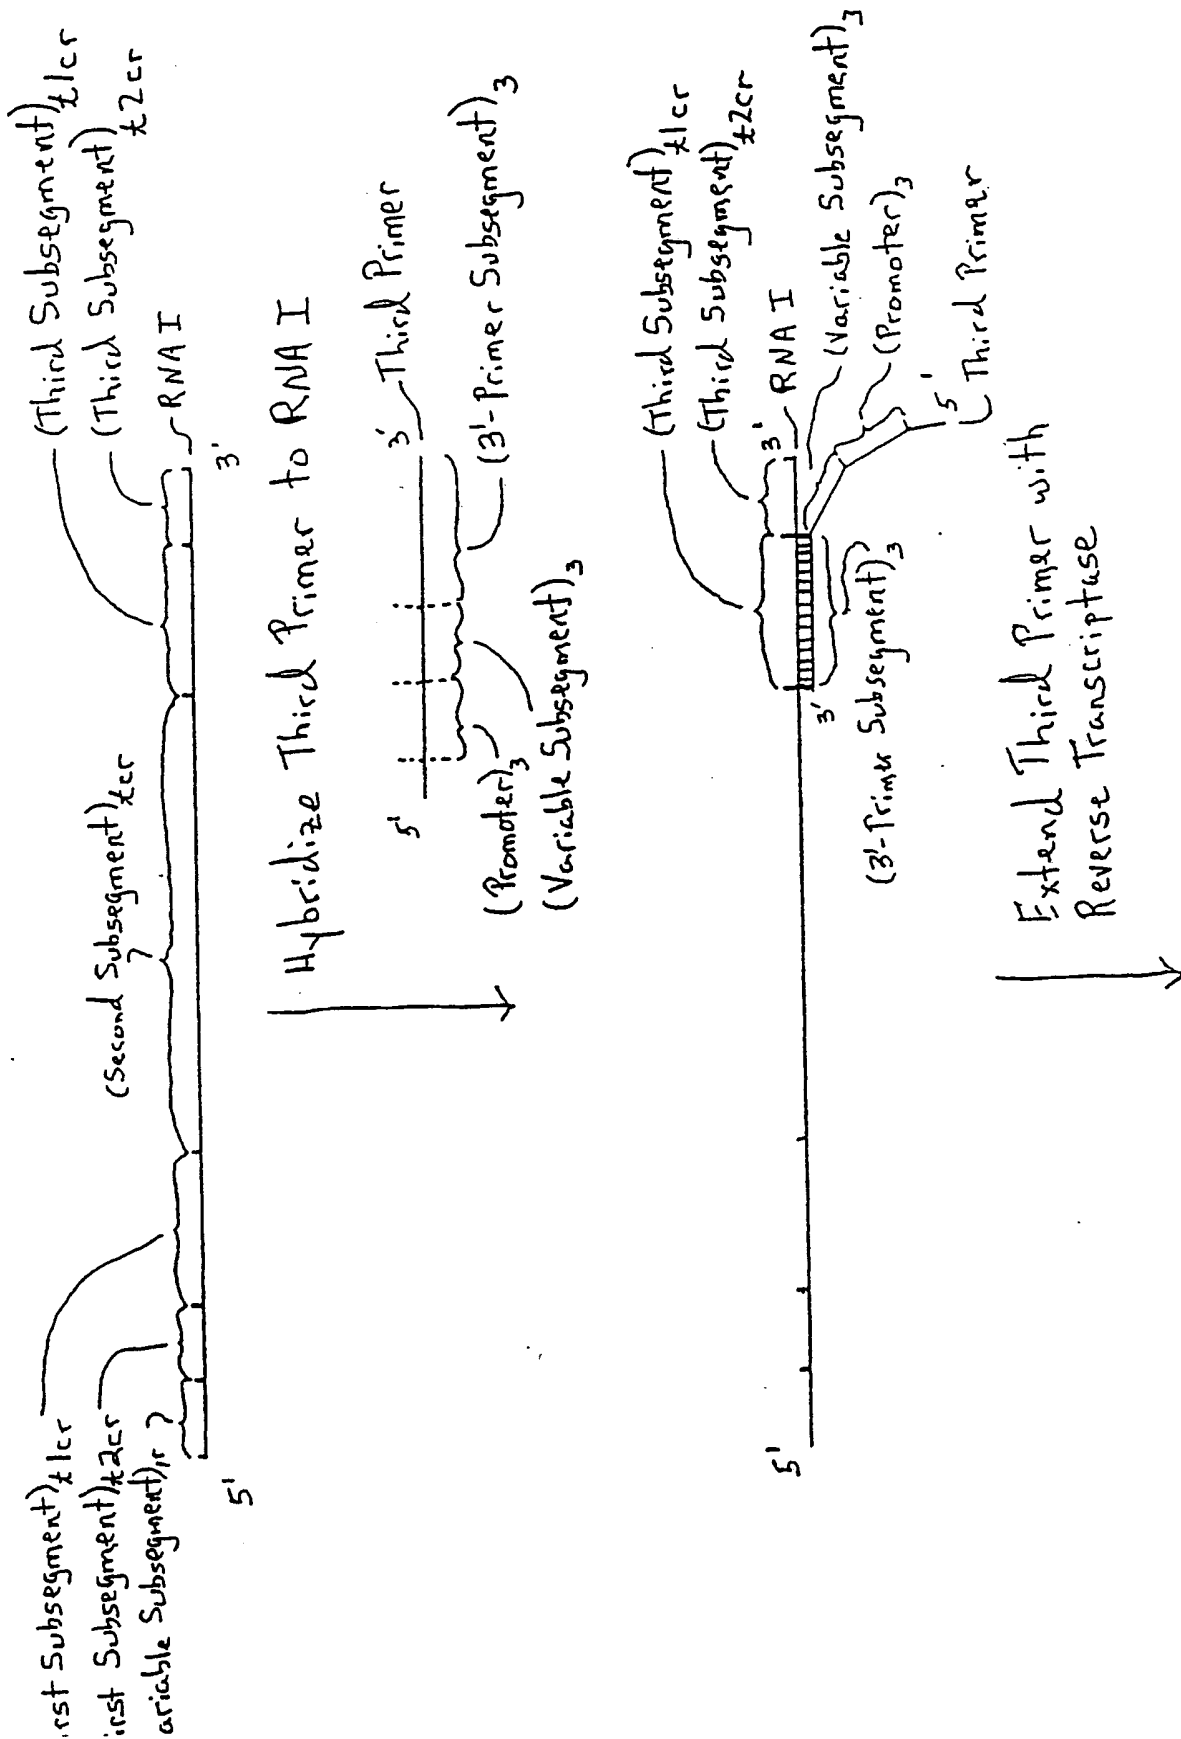 (Third Subsegment)t1cr
(Third Subsegment)t2cr
RNA I
3'
(Second Subsegment)tcr
irst Subsegment)t1cr
irst Subsegment)t2cr
ariable Subsegment)1r
5'
Hybridize Third Primer to RNA I
3'
Third Primer
(3'-Primer Subsegment)3
5'
(Promoter)3
(Variable Subsegment)3
(Third Subsegment)t1cr
(Third Subsegment)t2cr
3'
RNA I
(Variable Subsegment)3
(Promoter)3
5'
Third Primer
3'
(3'-Primer Subsegment)3
5'
Extend Third Primer with
Reverse Transcriptase